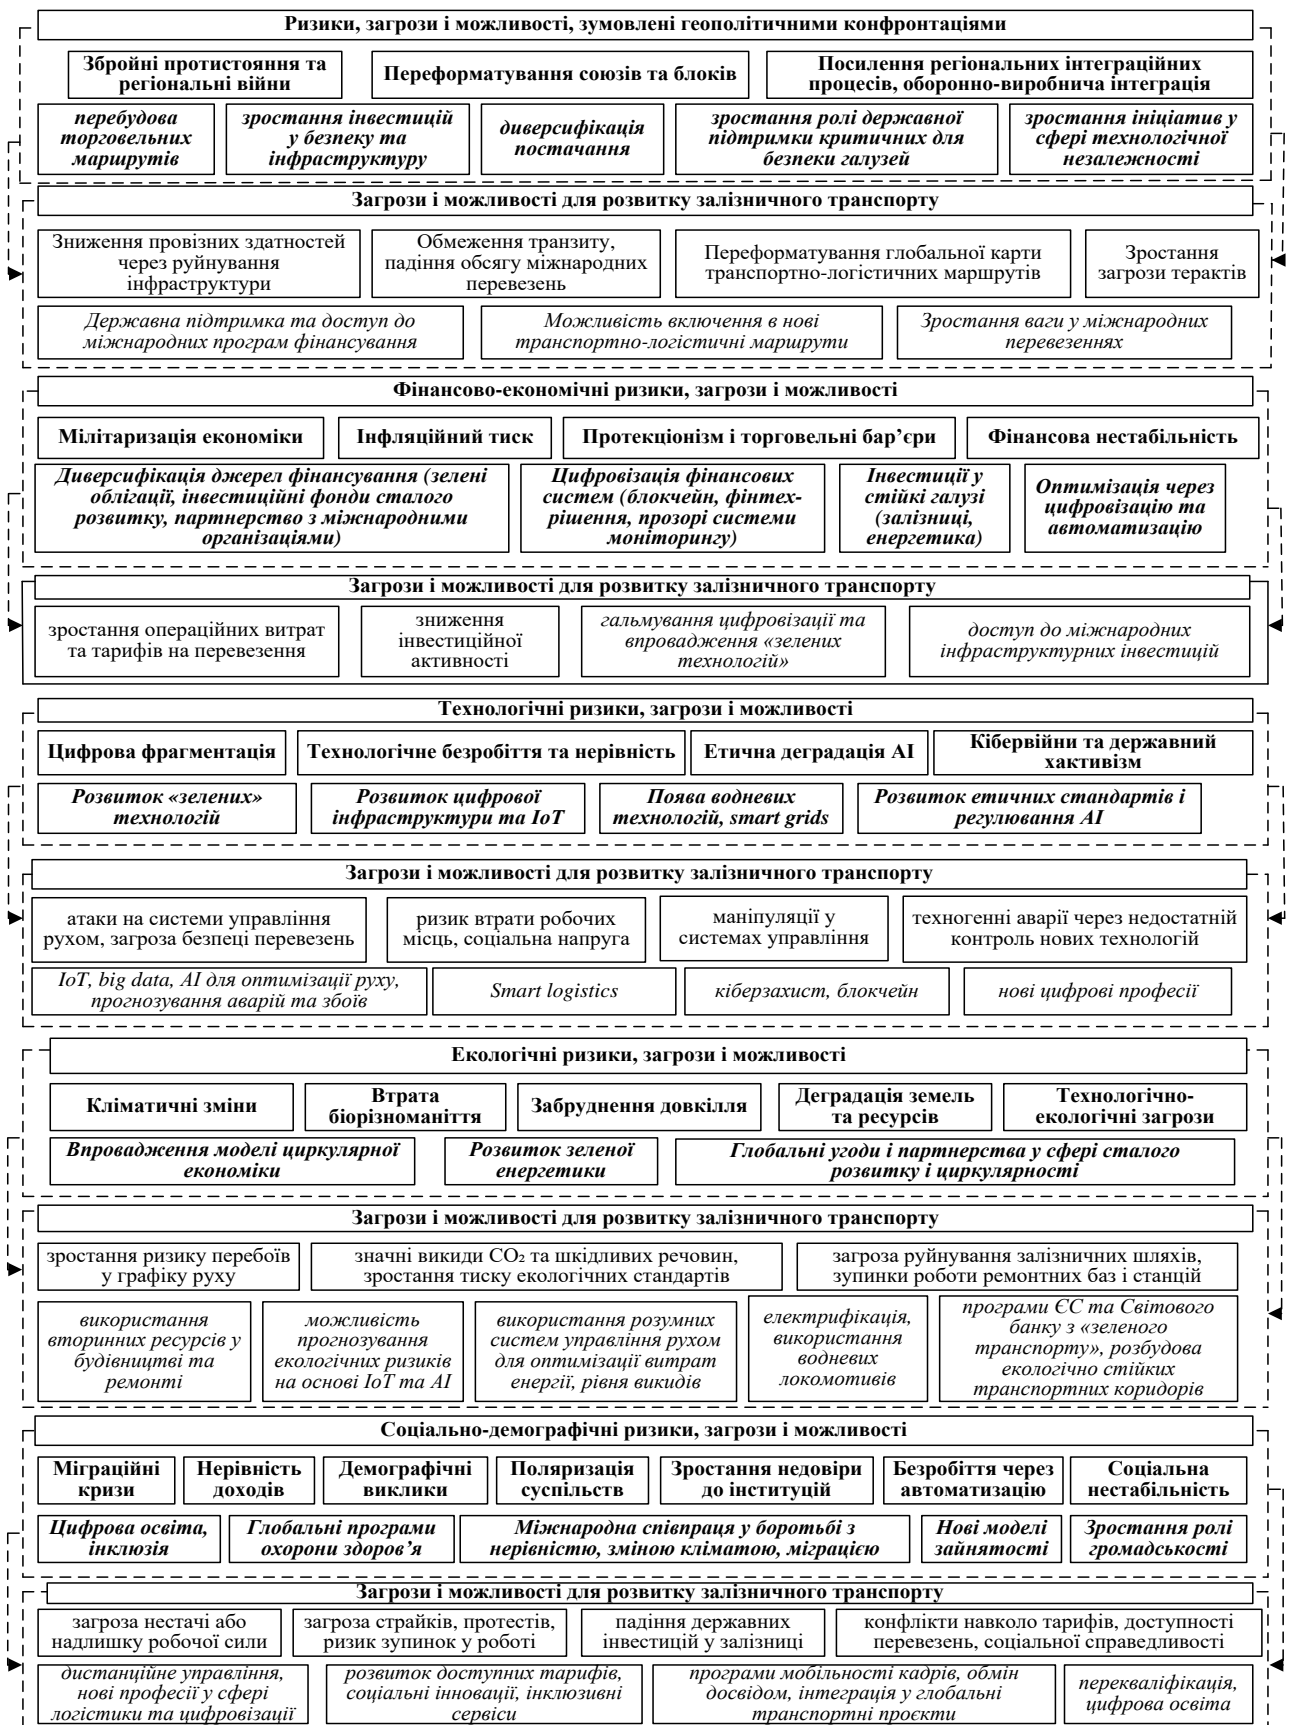 Ризики, загрози і можливості, зумовлені геополітичними конфронтаціями
Збройні протистояння та
регіональні війни
Переформатування союзів та блоків
Посилення регіональних інтеграційних
процесів, оборонно-виробнича інтеграція
перебудова
торговельних
маршрутів
зростання інвестицій
у безпеку та
інфраструктуру
диверсифікація
постачання
зростання ролі державної
підтримки критичних для
безпеки галузей
зростання ініціатив у
сфері технологічної
незалежності
Загрози і можливості для розвитку залізничного транспорту
Зниження провізних здатностей
через руйнування
інфраструктури
Обмеження транзиту,
падіння обсягу міжнародних
перевезень
Переформатування глобальної карти
транспортно-логістичних маршрутів
Зростання
загрози терактів
Державна підтримка та доступ до
міжнародних програм фінансування
Можливість включення в нові
транспортно-логістичні маршрути
Зростання ваги у міжнародних
перевезеннях
Фінансово-економічні ризики, загрози і можливості
Мілітаризація економіки
Інфляційний тиск
Протекціонізм і торговельні бар’єри
Фінансова нестабільність
Диверсифікація джерел фінансування (зелені
облігації, інвестиційні фонди сталого
розвитку, партнерство з міжнародними
організаціями)
Цифровізація фінансових
систем (блокчейн, фінтех-
рішення, прозорі системи
моніторингу)
Інвестиції у
стійкі галузі
(залізниці,
енергетика)
Оптимізація через
цифровізацію та
автоматизацію
Загрози і можливості для розвитку залізничного транспорту
зростання операційних витрат
та тарифів на перевезення
зниження
інвестиційної
активності
гальмування цифровізації та
впровадження «зелених
технологій»
доступ до міжнародних
інфраструктурних інвестицій
Технологічні ризики, загрози і можливості
Цифрова фрагментація
Технологічне безробіття та нерівність
Етична деградація AI
Кібервійни та державний
хактивізм
Розвиток «зелених»
технологій
Розвиток цифрової
інфраструктури та IoT
Поява водневих
технологій, smart grids
Розвиток етичних стандартів і
регулювання AI
Загрози і можливості для розвитку залізничного транспорту
атаки на системи управління
рухом, загроза безпеці перевезень
ризик втрати робочих
місць, соціальна напруга
маніпуляції у
системах управління
техногенні аварії через недостатній
контроль нових технологій
IoT, big data, AI для оптимізації руху,
прогнозування аварій та збоїв
Smart logistics
кіберзахист, блокчейн
нові цифрові професії
Екологічні ризики, загрози і можливості
Кліматичні зміни
Втрата
біорізноманіття
Забруднення довкілля
Деградація земель
та ресурсів
Технологічно-
екологічні загрози
Впровадження моделі циркулярної
економіки
Розвиток зеленої
енергетики
Глобальні угоди і партнерства у сфері сталого
розвитку і циркулярності
Загрози і можливості для розвитку залізничного транспорту
зростання ризику перебоїв
у графіку руху
значні викиди CO₂ та шкідливих речовин,
зростання тиску екологічних стандартів
загроза руйнування залізничних шляхів,
зупинки роботи ремонтних баз і станцій
використання
вторинних ресурсів у
будівництві та
ремонті
можливість
прогнозування
екологічних ризиків
на основі IoT та AI
використання розумних
систем управління рухом
для оптимізації витрат
енергії, рівня викидів
електрифікація,
використання
водневих
локомотивів
програми ЄС та Світового
банку з «зеленого
транспорту», розбудова
екологічно стійких
транспортних коридорів
Соціально-демографічні ризики, загрози і можливості
Міграційні
кризи
Нерівність
доходів
Демографічні
виклики
Поляризація
суспільств
Зростання недовіри
до інституцій
Безробіття через
автоматизацію
Соціальна
нестабільність
Цифрова освіта,
інклюзія
Глобальні програми
охорони здоров’я
Міжнародна співпраця у боротьбі з
нерівністю, зміною кліматою, міграцією
Нові моделі
зайнятості
Зростання ролі
громадськості
Загрози і можливості для розвитку залізничного транспорту
загроза нестачі або
надлишку робочої сили
загроза страйків, протестів,
ризик зупинок у роботі
падіння державних
інвестицій у залізниці
конфлікти навколо тарифів, доступності
перевезень, соціальної справедливості
дистанційне управління,
нові професії у сфері
логістики та цифровізації
розвиток доступних тарифів,
соціальні інновації, інклюзивні
сервіси
програми мобільності кадрів, обмін
досвідом, інтеграція у глобальні
транспортні проєкти
перекваліфікація,
цифрова освіта